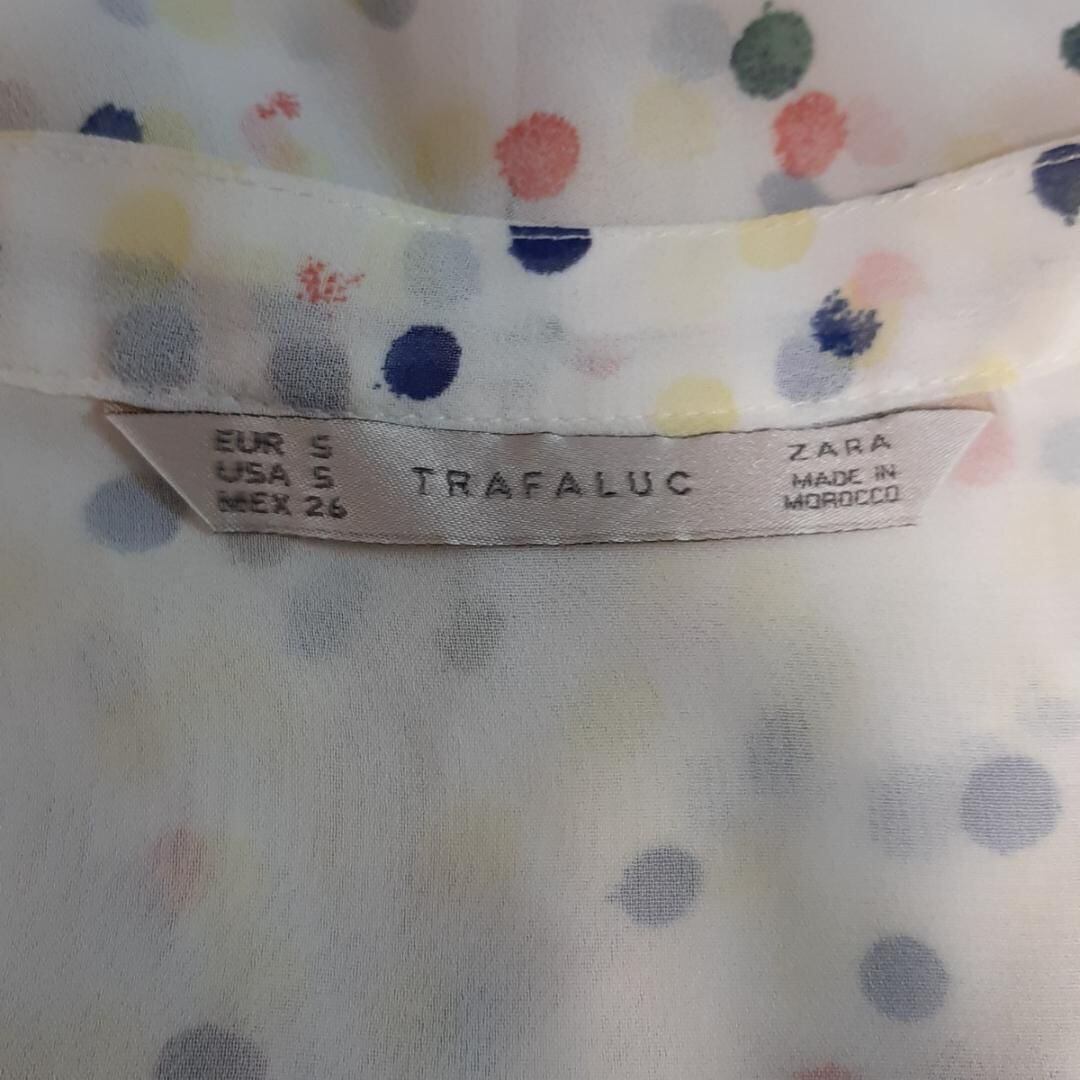 EUR S
USA S
MEX 26
TRAFALUC
ZARA
MADE IN
MOROCCO